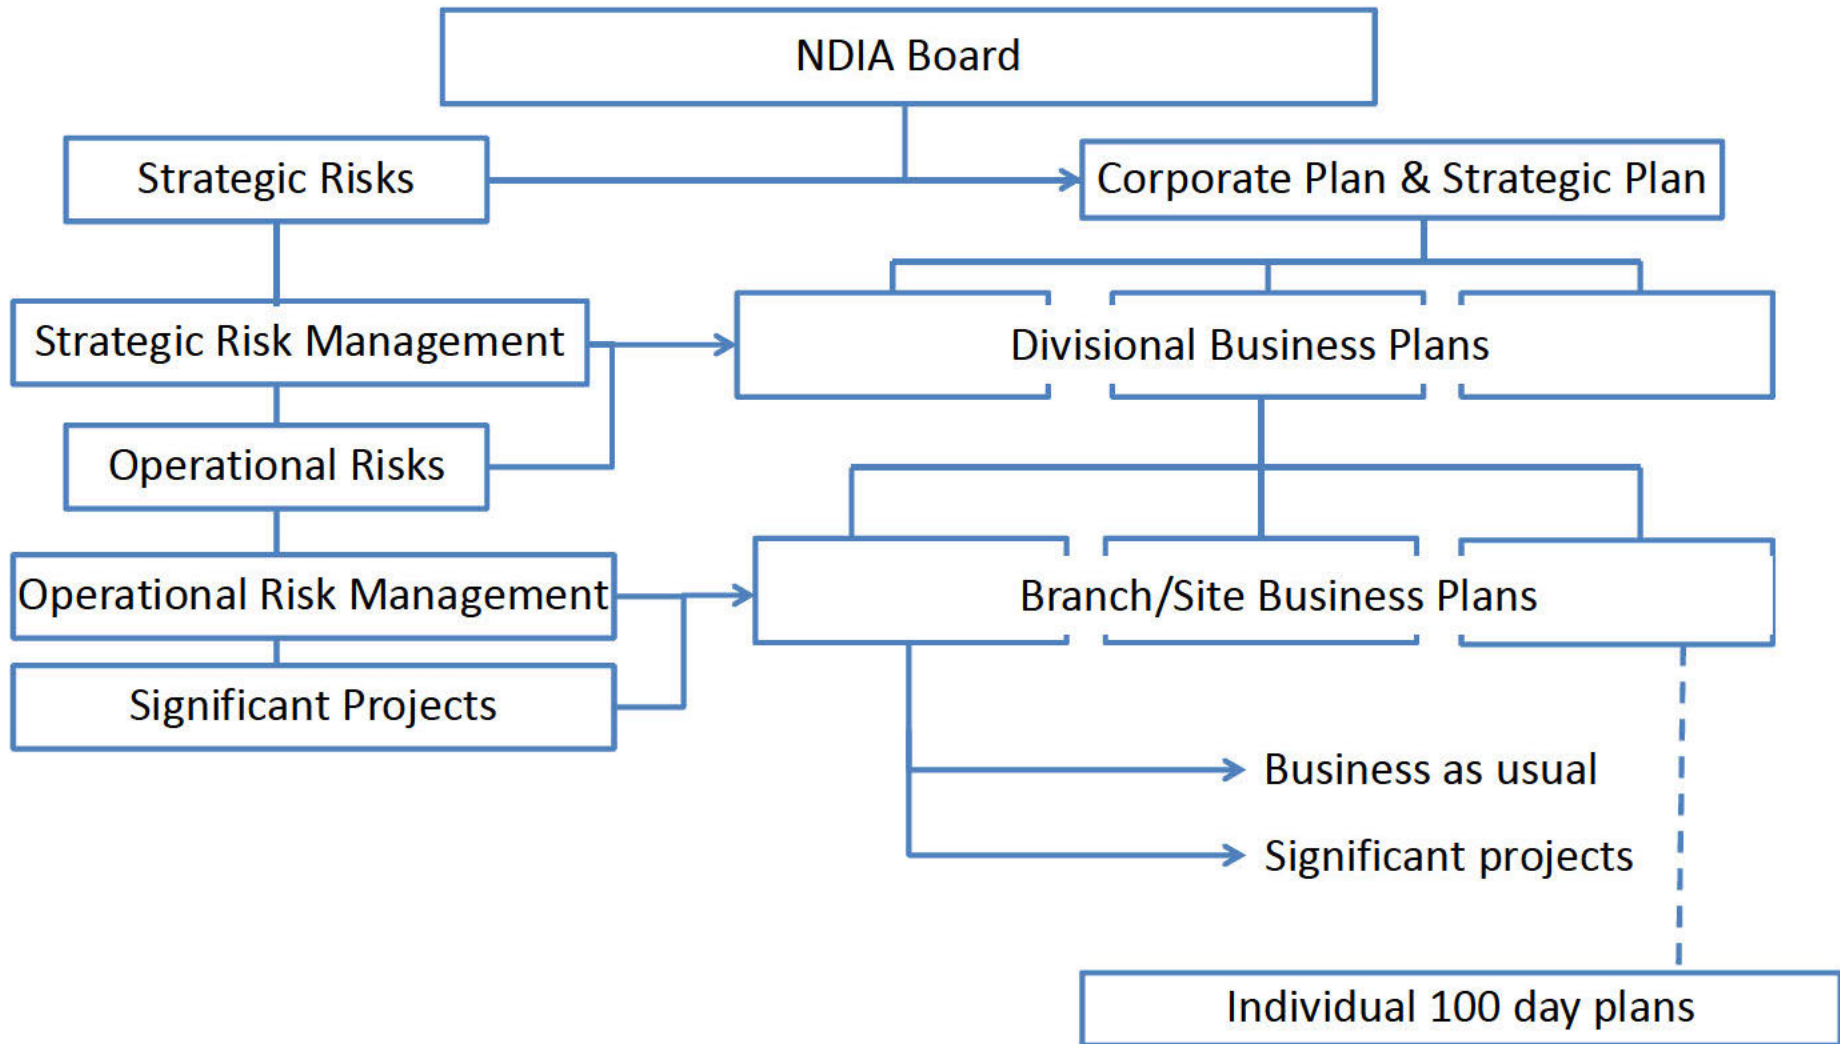 NDIA Board
Strategic Risks
Corporate Plan & Strategic Plan
Strategic Risk Management
Divisional Business Plans
Operational Risks
Operational Risk Management
Branch/Site Business Plans
Significant Projects
Business as usual
Significant projects
Individual 100 day plans